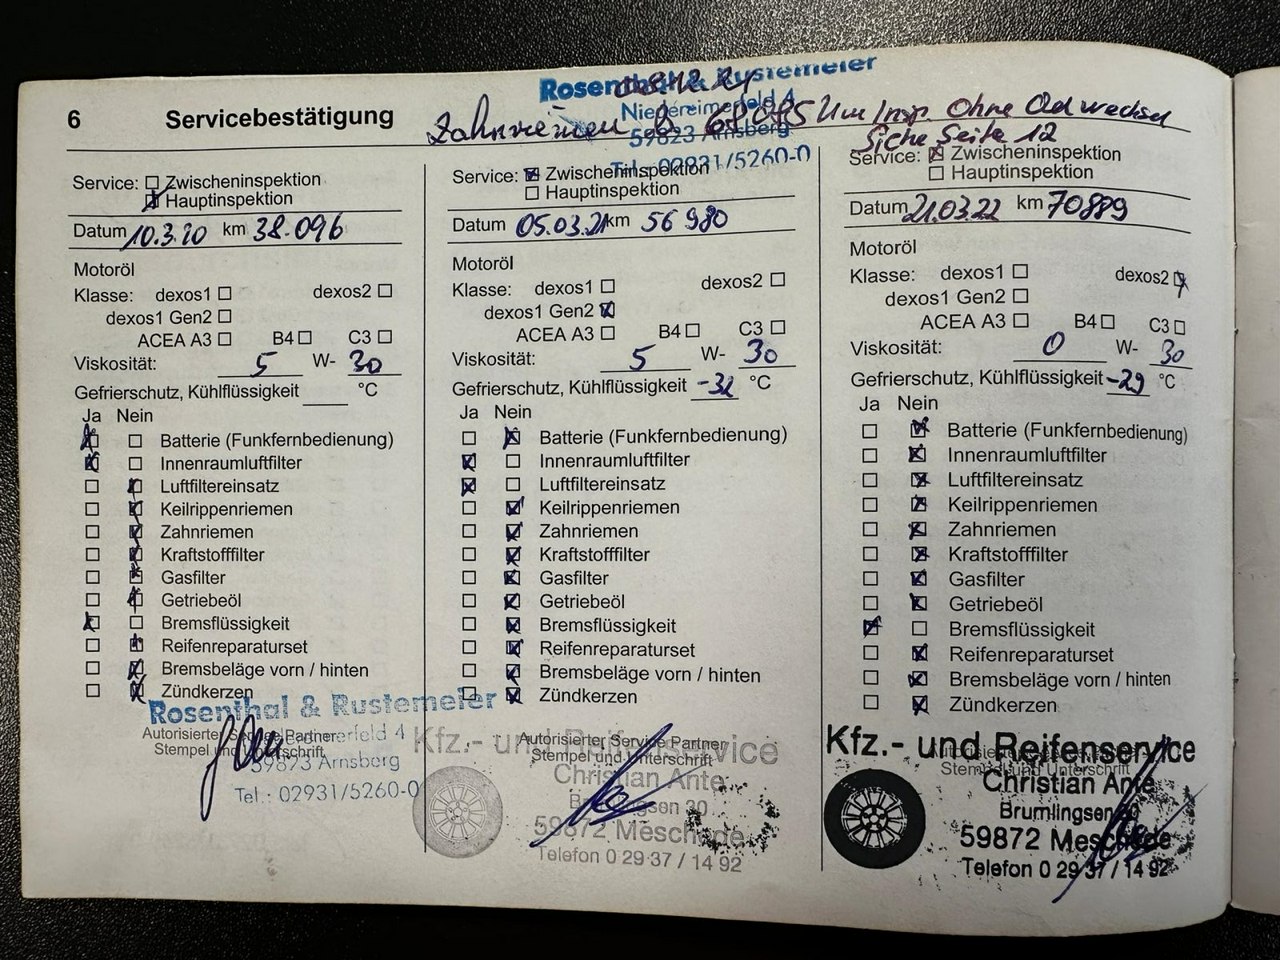 Rosenthal & Rustemeier
Niedereimerfeld 4
59823 Arnsberg
Tel.: 02931/5260-0
6 Servicebestätigung
Zahnriemen
Insp. Ohne
Siehe Seite 12
Service: Zwischeninspektion
Hauptinspektion
Datum 10.3.20 km 38.096
Motoröl
Klasse: dexos1 dexos2
dexos1 Gen2
ACEA A3 B4 C3
Viskosität: 5 W- 30
Gefrierschutz, Kühlflüssigkeit °C
Ja Nein
Batterie (Funkfernbedienung)
Innenraumluftfilter
Luftfiltereinsatz
Keilrippenriemen
Zahnriemen
Kraftstofffilter
Gasfilter
Getriebeöl
Bremsflüssigkeit
Reifenreparaturset
Bremsbeläge vorn / hinten
Zündkerzen
Rosenthal & Rustemeier
Autorisierter Service Partner
Stempel und Unterschrift
Niedereimerfeld 4
59823 Arnsberg
Tel.: 02931/5260-0
Service: Zwischeninspektion
Hauptinspektion
Datum 05.03.21 km 56 980
Motoröl
Klasse: dexos1 dexos2
dexos1 Gen2
ACEA A3 B4 C3
Viskosität: 5 W- 30
Gefrierschutz, Kühlflüssigkeit -32 °C
Ja Nein
Batterie (Funkfernbedienung)
Innenraumluftfilter
Luftfiltereinsatz
Keilrippenriemen
Zahnriemen
Kraftstofffilter
Gasfilter
Getriebeöl
Bremsflüssigkeit
Reifenreparaturset
Bremsbeläge vorn / hinten
Zündkerzen
Kfz.- und Reifenservice
Autorisierter Service Partner
Stempel und Unterschrift
Christian Ante
Brumlingsen 30
59872 Meschede
Telefon 0 29 37 / 14 92
Service: Zwischeninspektion
Hauptinspektion
Datum 21.03.22 km 70889
Motoröl
Klasse: dexos1 dexos2
dexos1 Gen2
ACEA A3 B4 C3
Viskosität: 0 W- 30
Gefrierschutz, Kühlflüssigkeit -29 °C
Ja Nein
Batterie (Funkfernbedienung)
Innenraumluftfilter
Luftfiltereinsatz
Keilrippenriemen
Zahnriemen
Kraftstofffilter
Gasfilter
Getriebeöl
Bremsflüssigkeit
Reifenreparaturset
Bremsbeläge vorn / hinten
Zündkerzen
Kfz.- und Reifenservice
Autorisierter Service Partner
Stempel und Unterschrift
Christian Ante
Brumlingsen 30
59872 Meschede
Telefon 0 29 37 / 14 92